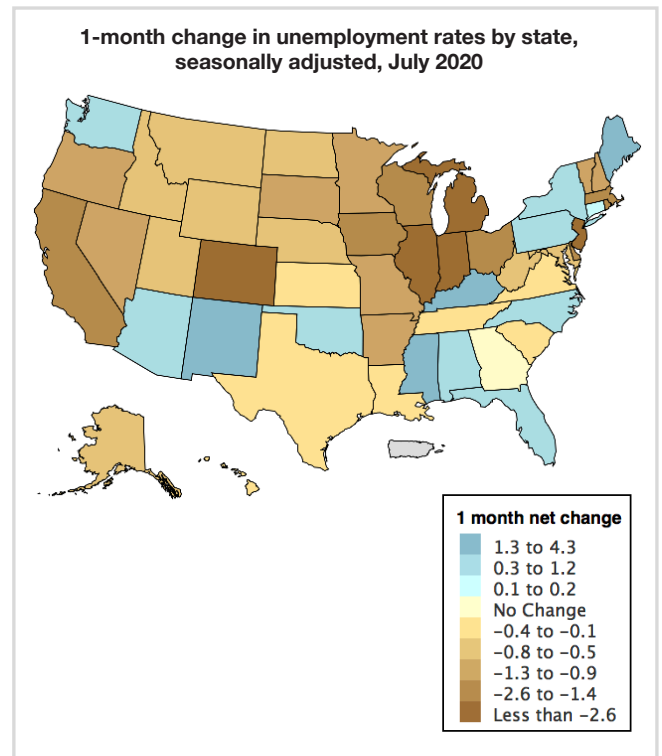 1-month change in unemployment rates by state,
seasonally adjusted, July 2020
1 month net change
1.3 to 4.3
0.3 to 1.2
0.1 to 0.2
No Change
−0.4 to −0.1
−0.8 to −0.5
−1.3 to −0.9
−2.6 to −1.4
Less than −2.6